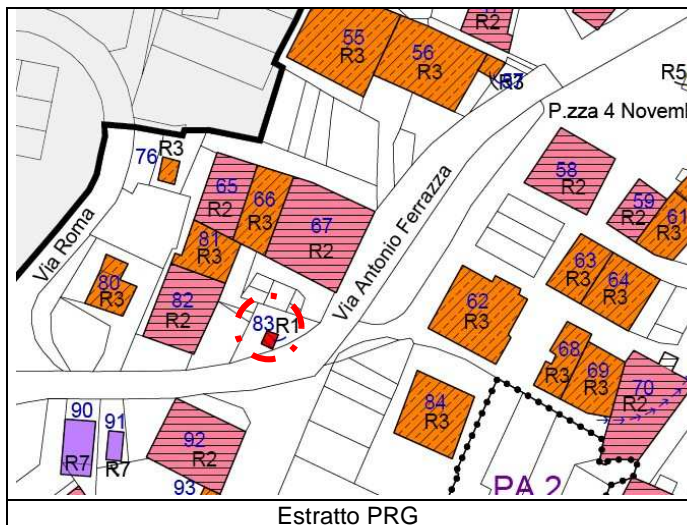 55
R3
56
R3
R2
57
R3
R5
P.zza 4 Novemb
58
R2
59
R2
61
R3
76
R3
65
R2
66
R3
67
R2
Via Roma
Via Antonio Ferrazza
81
R3
80
R3
82
R2
83 R1
62
R3
63
R3
64
R3
68
R3
69
R3
70
R2
84
R3
90
R7
91
R7
92
R2
93
PA 2
Estratto PRG